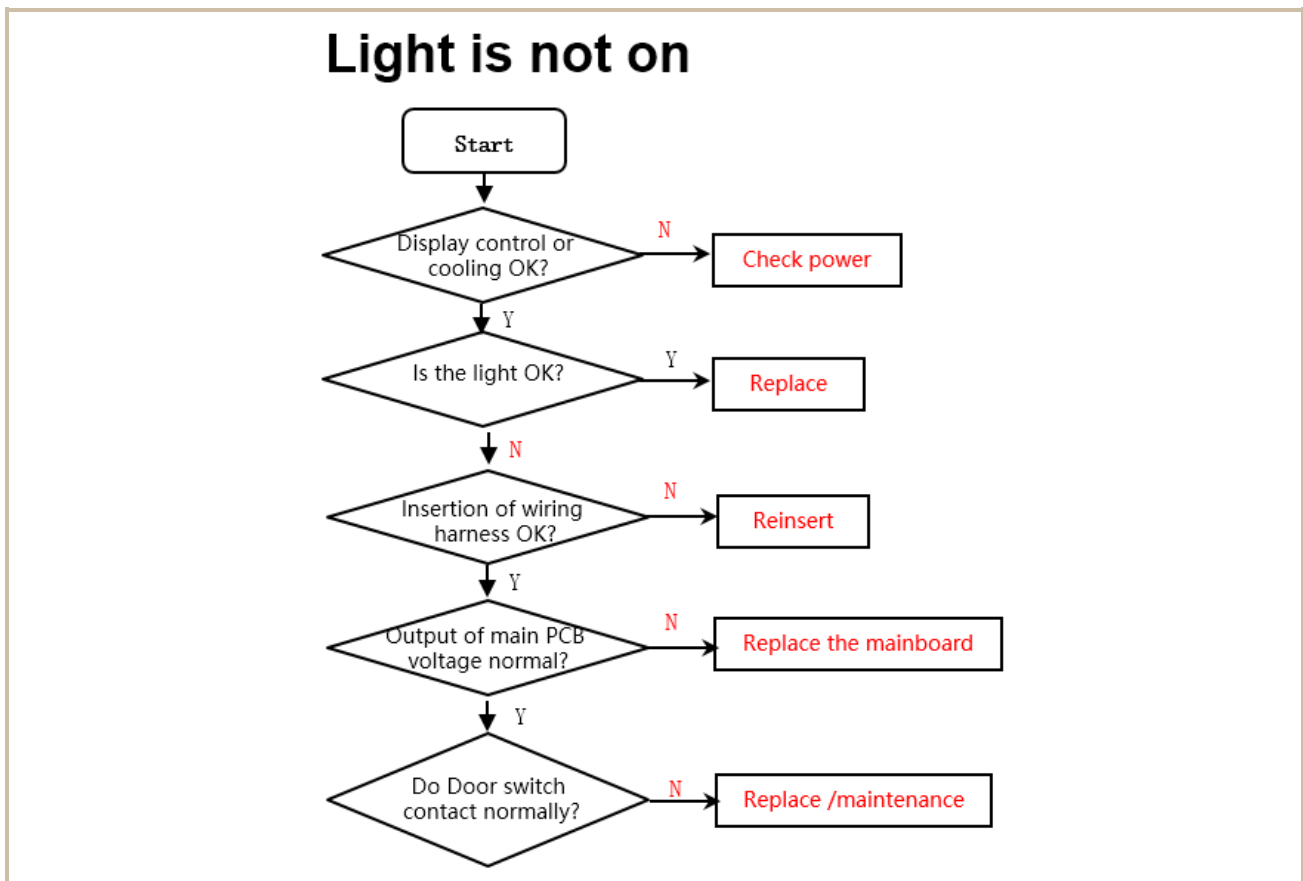 Light is not on
Start
Display control or
cooling OK?
N
Check power
Y
Is the light OK?
Y
Replace
N
Insertion of wiring
harness OK?
N
Reinsert
Y
Output of main PCB
voltage normal?
N
Replace the mainboard
Y
Do Door switch
contact normally?
N
Replace /maintenance